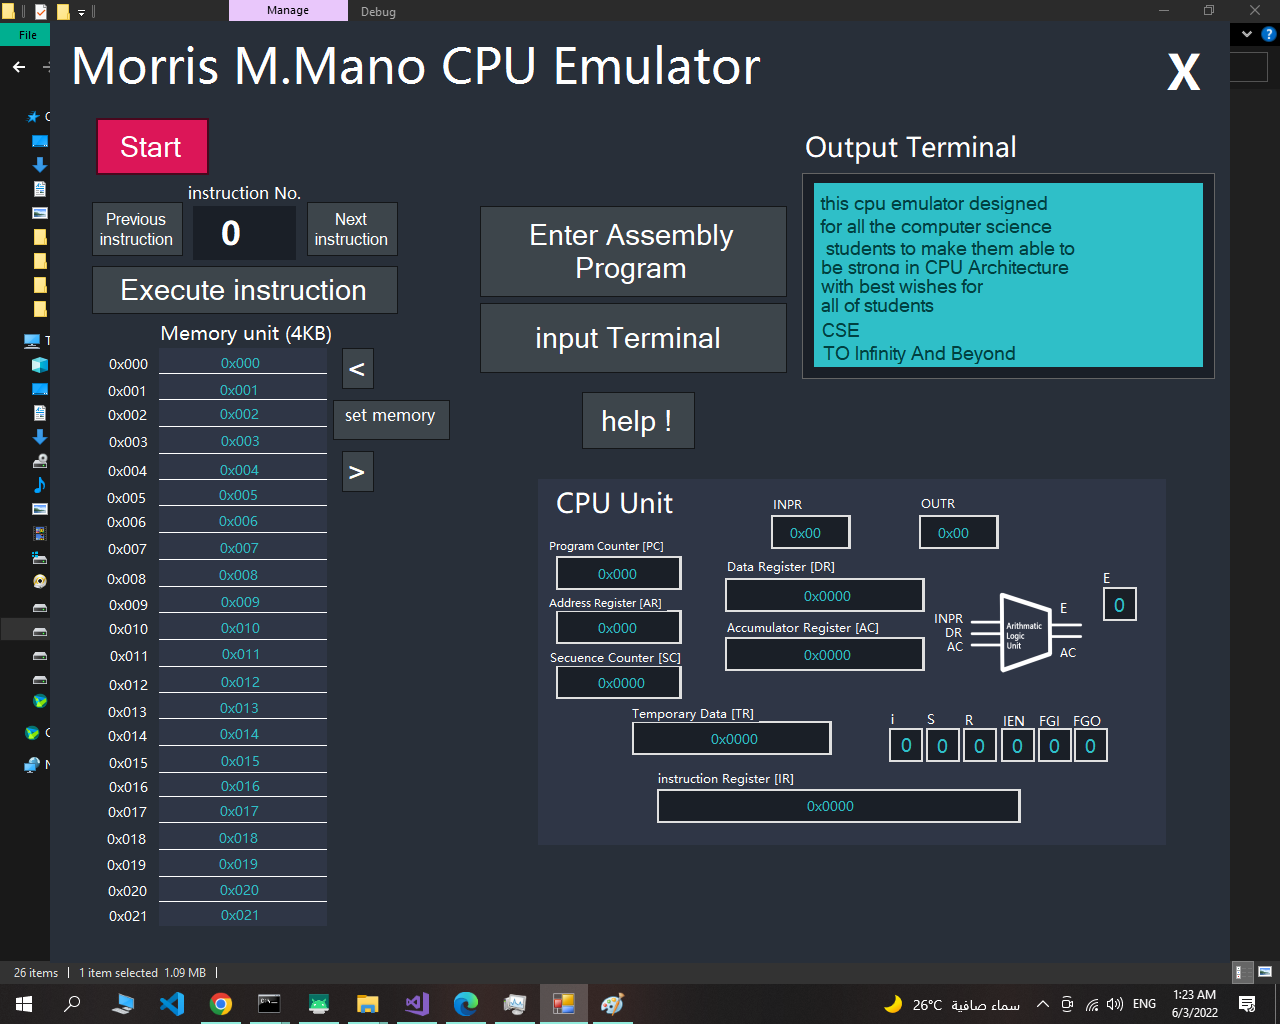 Manage
Debug
File
Morris M.Mano CPU Emulator
X
Start
Output Terminal
instruction No.
Previous
instruction
0
Next
instruction
Execute instruction
Enter Assembly
Program
input Terminal
help !
this cpu emulator designed
for all the computer science
students to make them able to
be strong in CPU Architecture
with best wishes for
all of students
CSE
TO Infinity And Beyond
Memory unit (4KB)
0x000 0x000
0x001 0x001
0x002 0x002
0x003 0x003
0x004 0x004
0x005 0x005
0x006 0x006
0x007 0x007
0x008 0x008
0x009 0x009
0x010 0x010
0x011 0x011
0x012 0x012
0x013 0x013
0x014 0x014
0x015 0x015
0x016 0x016
0x017 0x017
0x018 0x018
0x019 0x019
0x020 0x020
0x021 0x021
<
set memory
>
CPU Unit
INPR
0x00
OUTR
0x00
Program Counter [PC]
0x000
Address Register [AR]
0x000
Secuence Counter [SC]
0x0000
Data Register [DR]
0x0000
Accumulator Register [AC]
0x0000
INPR
DR
AC
Arithmatic
Logic
Unit
E
AC
E
0
Temporary Data [TR]
0x0000
i S R IEN FGI FGO
0 0 0 0 0 0
instruction Register [IR]
0x0000
26 items
1 item selected 1.09 MB
26°C سماء صافية
ENG
1:23 AM
6/3/2022